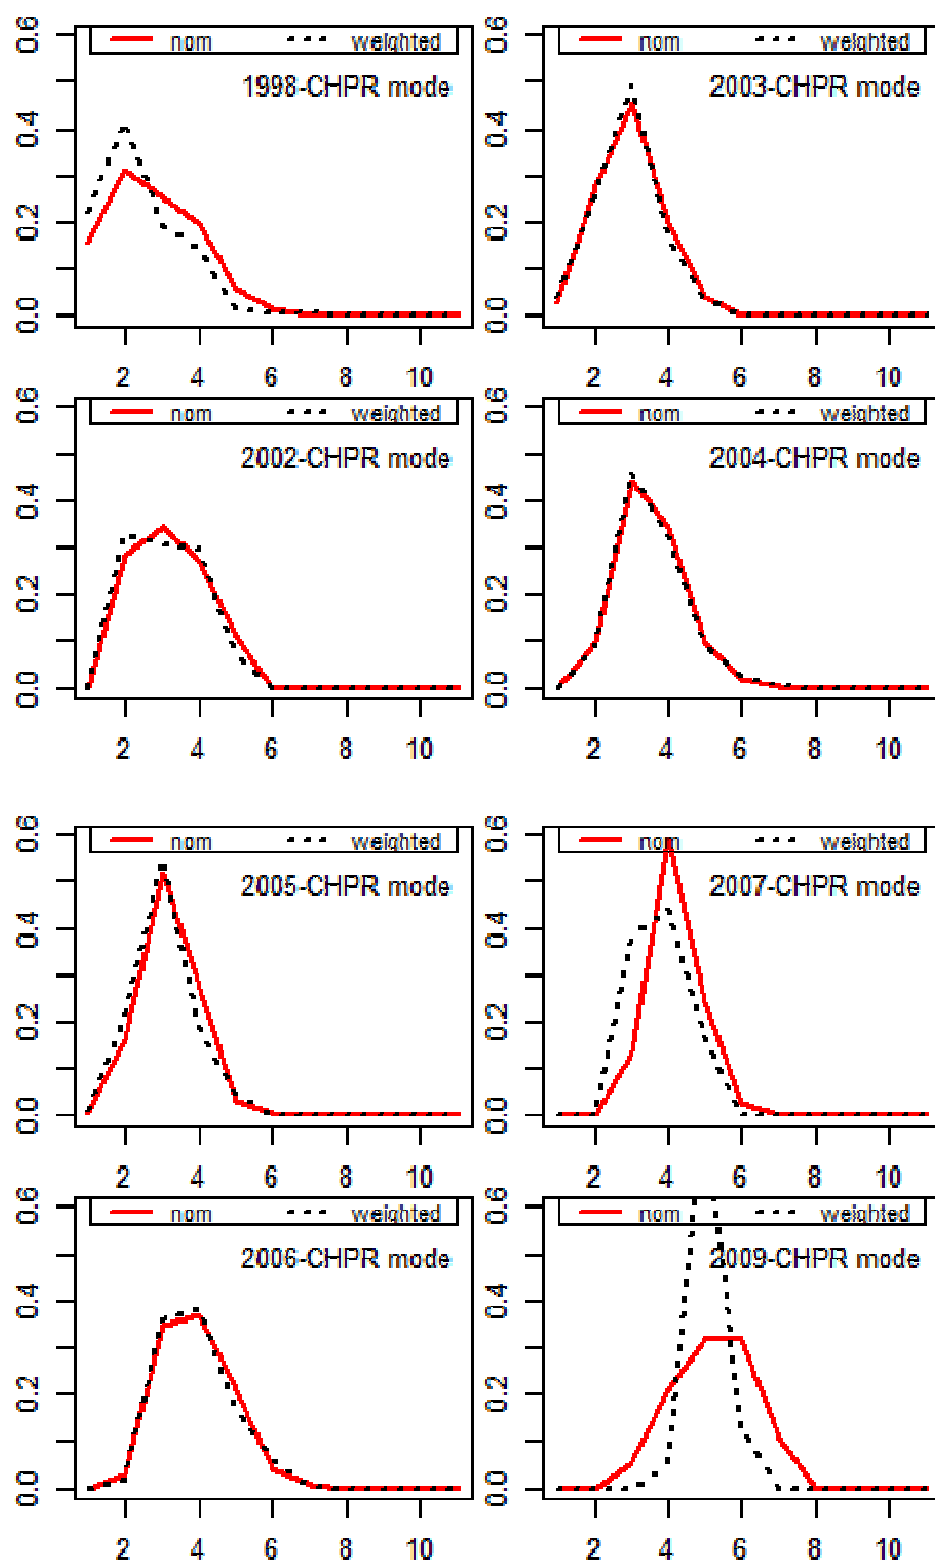 0.0 0.2 0.4 0.6
nom weighted
1998-CHPR mode
2 4 6 8 10
0.0 0.2 0.4 0.6
nom weighted
2003-CHPR mode
2 4 6 8 10
0.0 0.2 0.4 0.6
nom weighted
2002-CHPR mode
2 4 6 8 10
0.0 0.2 0.4 0.6
nom weighted
2004-CHPR mode
2 4 6 8 10
0.0 0.2 0.4 0.6
nom weighted
2005-CHPR mode
2 4 6 8 10
0.0 0.2 0.4 0.6
nom weighted
2007-CHPR mode
2 4 6 8 10
0.0 0.2 0.4 0.6
nom weighted
2006-CHPR mode
2 4 6 8 10
0.0 0.2 0.4 0.6
nom weighted
2009-CHPR mode
2 4 6 8 10